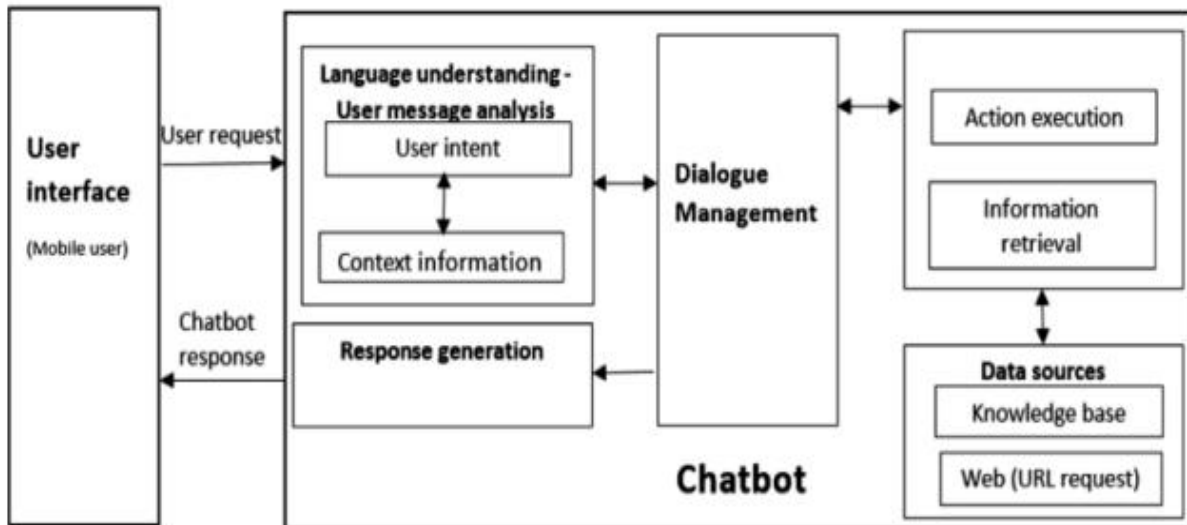 User
interface
(Mobile user)
User request
Chatbot
response
Language understanding -
User message analysis
User intent
Context information
Response generation
Dialogue
Management
Action execution
Information
retrieval
Data sources
Knowledge base
Web (URL request)
Chatbot